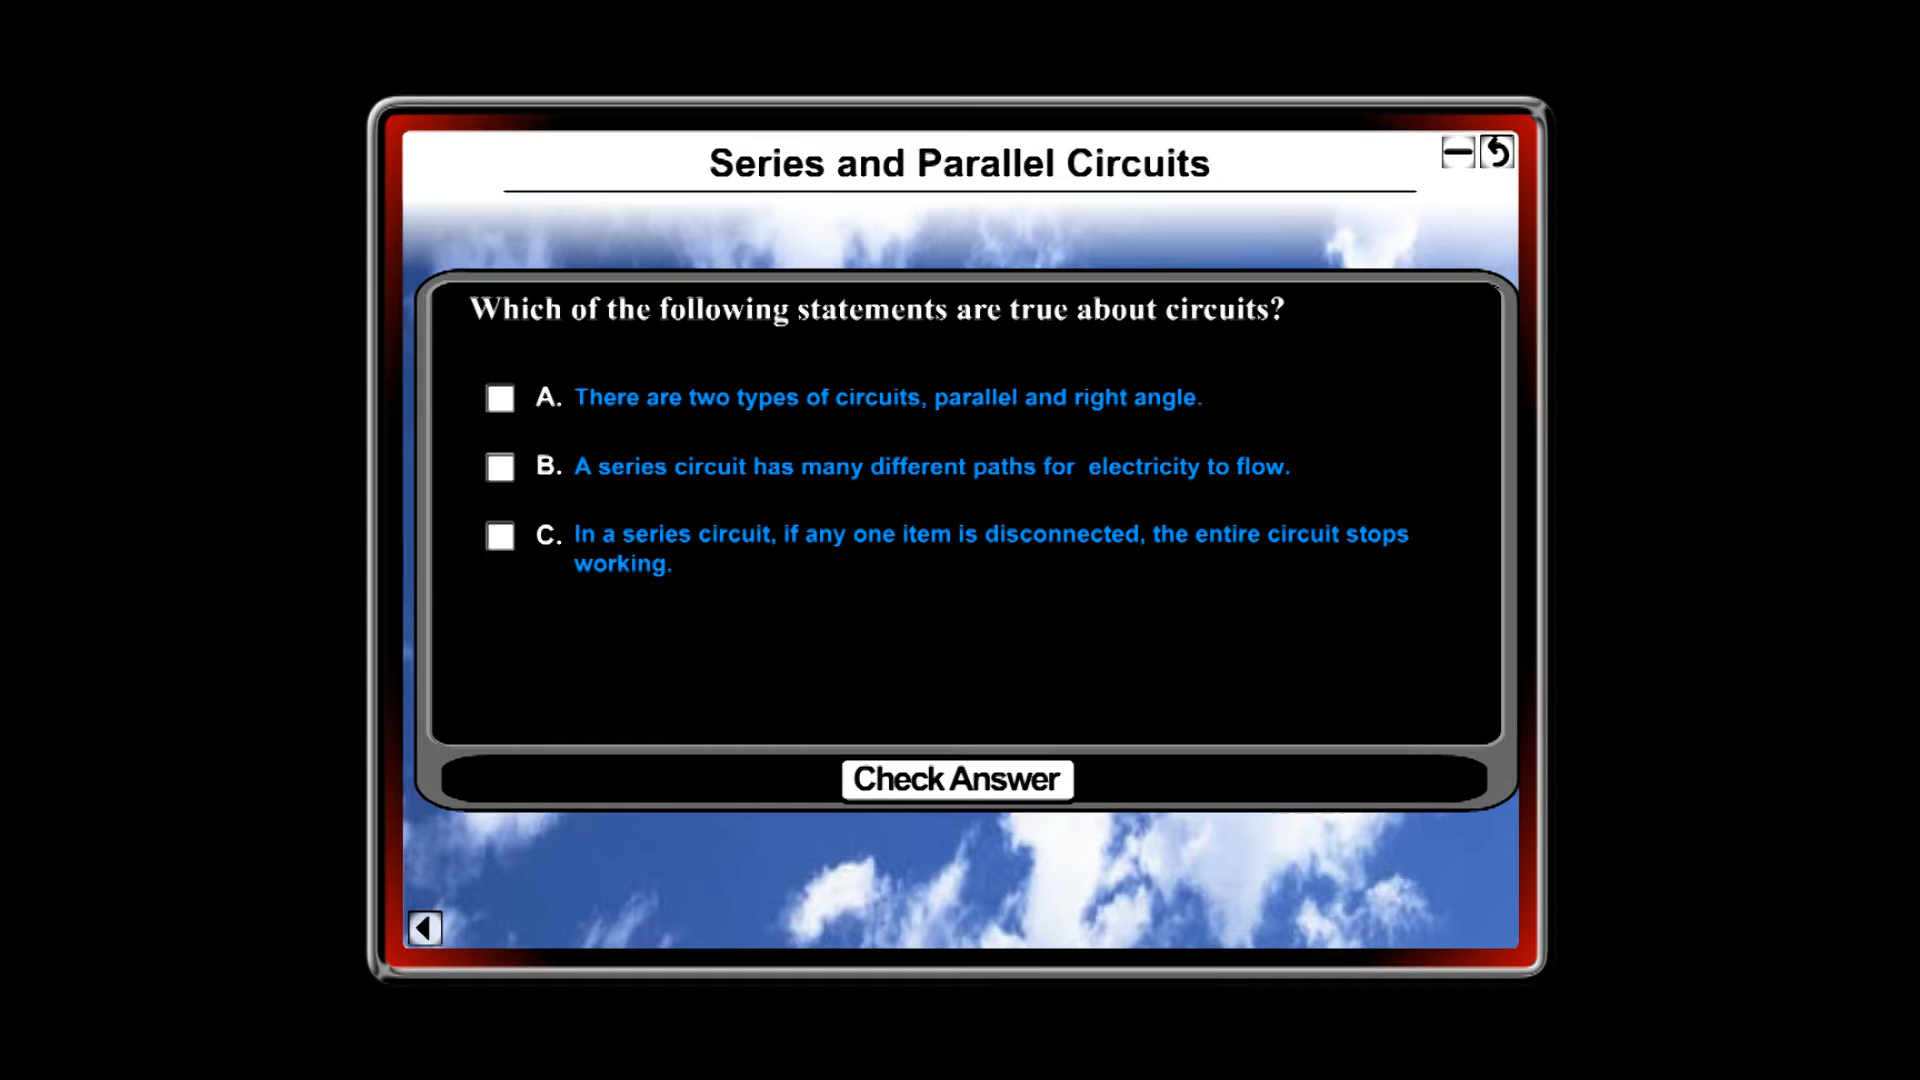 Series and Parallel Circuits
Which of the following statements are true about circuits?
A. There are two types of circuits, parallel and right angle.
B. A series circuit has many different paths for electricity to flow.
C. In a series circuit, if any one item is disconnected, the entire circuit stops
working.
Check Answer